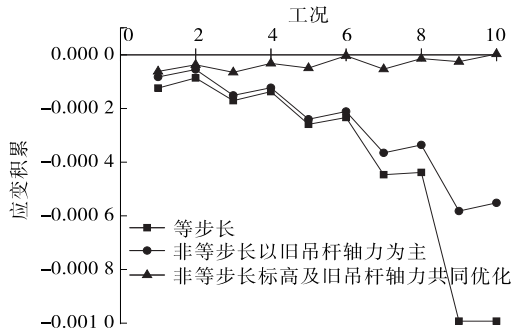 工况
0 2 4 6 8 10
0.000 0
-0.000 2
-0.000 4
-0.000 6
-0.000 8
-0.001 0
应变积累
等步长
非等步长以旧吊杆轴力为主
非等步长标高及旧吊杆轴力共同优化